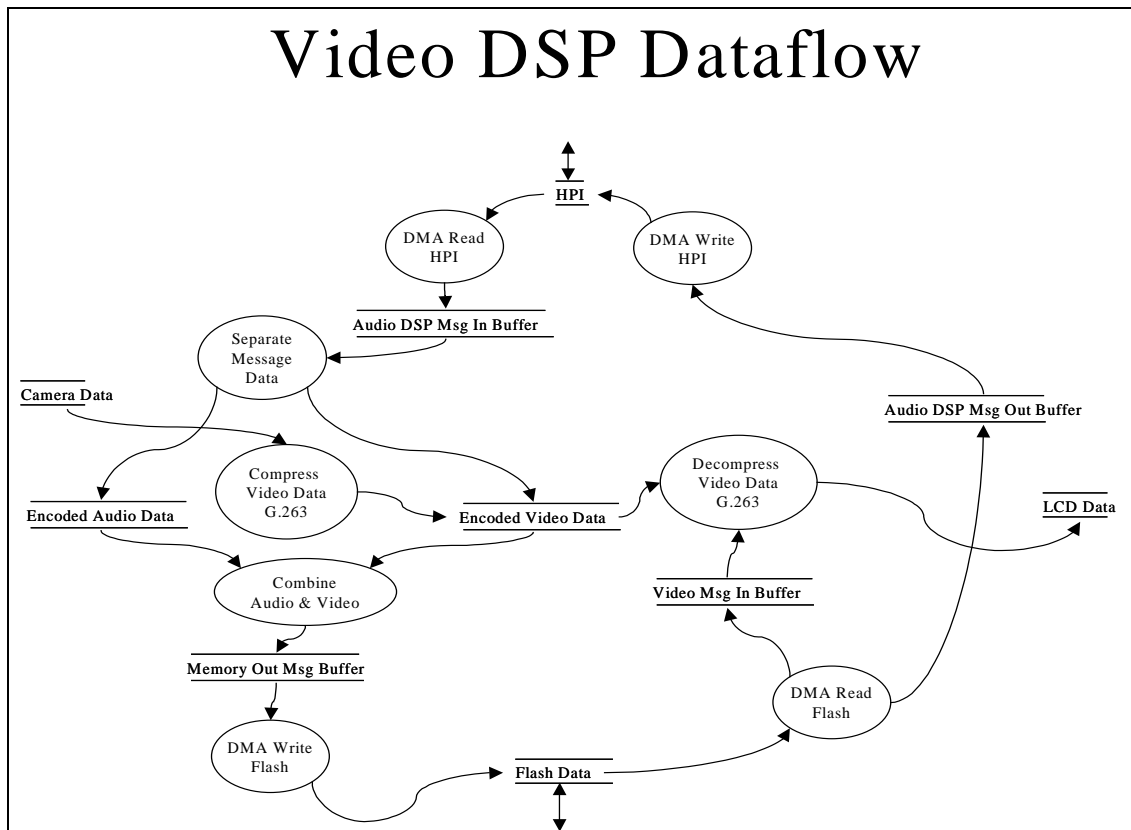 Video DSP Dataflow
HPI
DMA Read
HPI
DMA Write
HPI
Audio DSP Msg In Buffer
Separate
Message
Data
Camera Data
Audio DSP Msg Out Buffer
Compress
Video Data
G.263
Decompress
Video Data
G.263
Encoded Audio Data
Encoded Video Data
LCD Data
Combine
Audio & Video
Video Msg In Buffer
Memory Out Msg Buffer
DMA Read
Flash
DMA Write
Flash
Flash Data